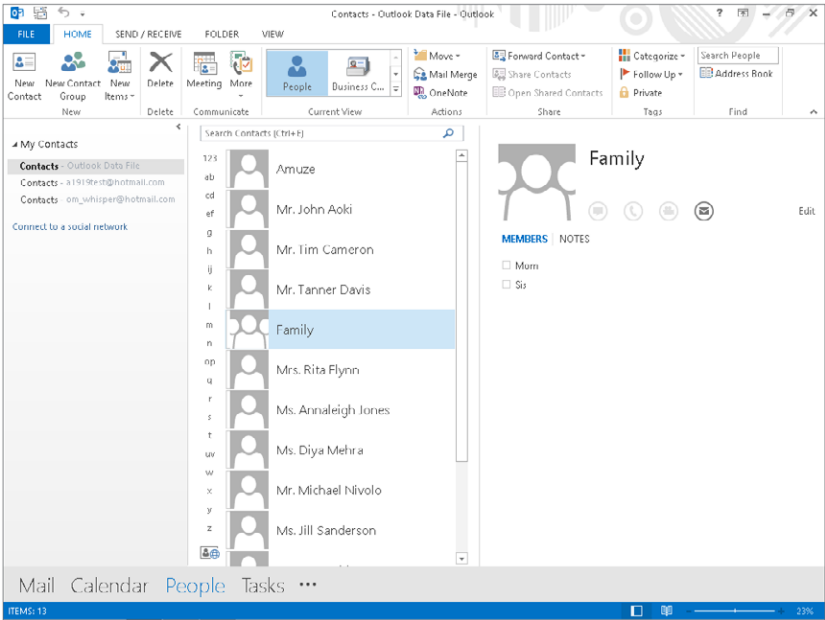 Contacts - Outlook Data File - Outlook
FILE HOME SEND / RECEIVE FOLDER VIEW
New Contact
New Contact Group
New Items
New
Delete
Delete
Meeting
More
Communicate
People
Business C...
Current View
Move
Mail Merge
OneNote
Actions
Forward Contact
Share Contacts
Open Shared Contacts
Share
Categorize
Follow Up
Private
Tags
Search People
Address Book
Find
My Contacts
Contacts - Outlook Data File
Contacts - a1919test@hotmail.com
Contacts - om_whisper@hotmail.com
Connect to a social network
Search Contacts (Ctrl+E)
123
ab
cd
ef
g
h
ij
k
l
m
n
op
q
r
s
t
uv
w
x
y
z
Amuze
Mr. John Aoki
Mr. Tim Cameron
Mr. Tanner Davis
Family
Mrs. Rita Flynn
Ms. Annaleigh Jones
Ms. Diya Mehra
Mr. Michael Nivolo
Ms. Jill Sanderson
Family
Edit
MEMBERS NOTES
Mum
Sis
Mail Calendar People Tasks •••
ITEMS: 13
23%